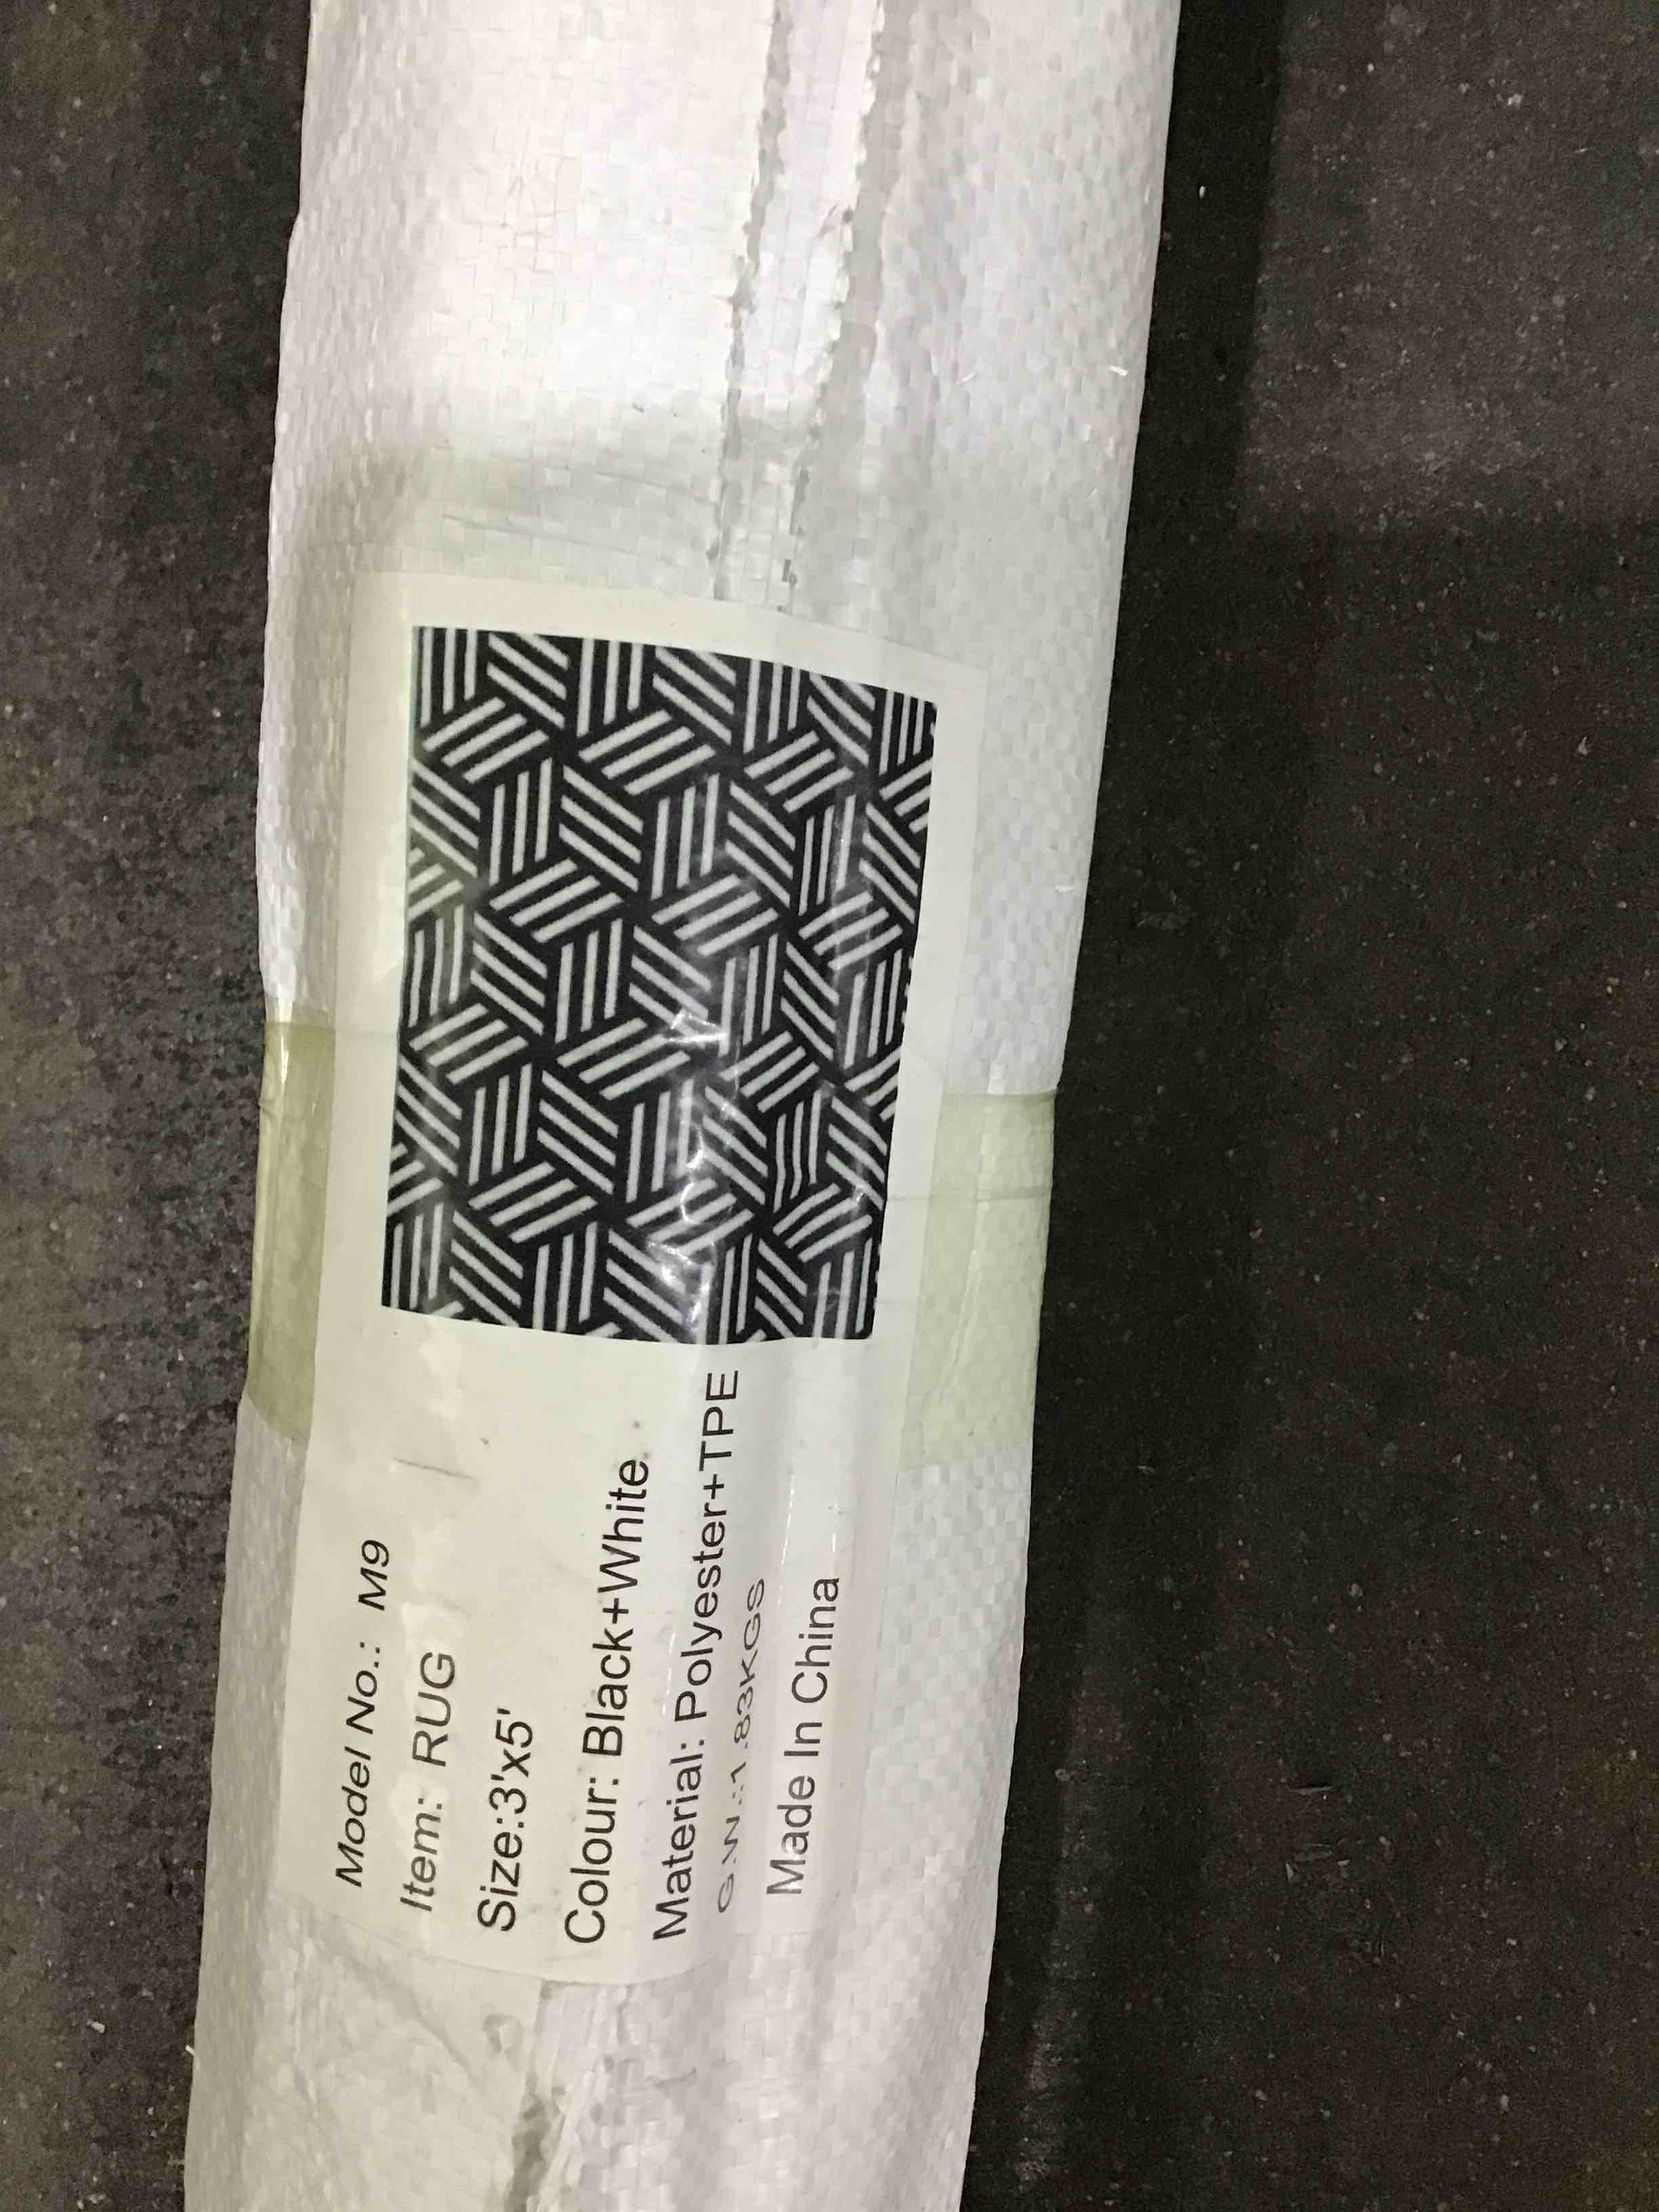 Model No.: M9
Item: RUG
Size:3'x5'
Colour: Black+White
Material: Polyester+TPE
G.W.:1.83KGS
Made In China